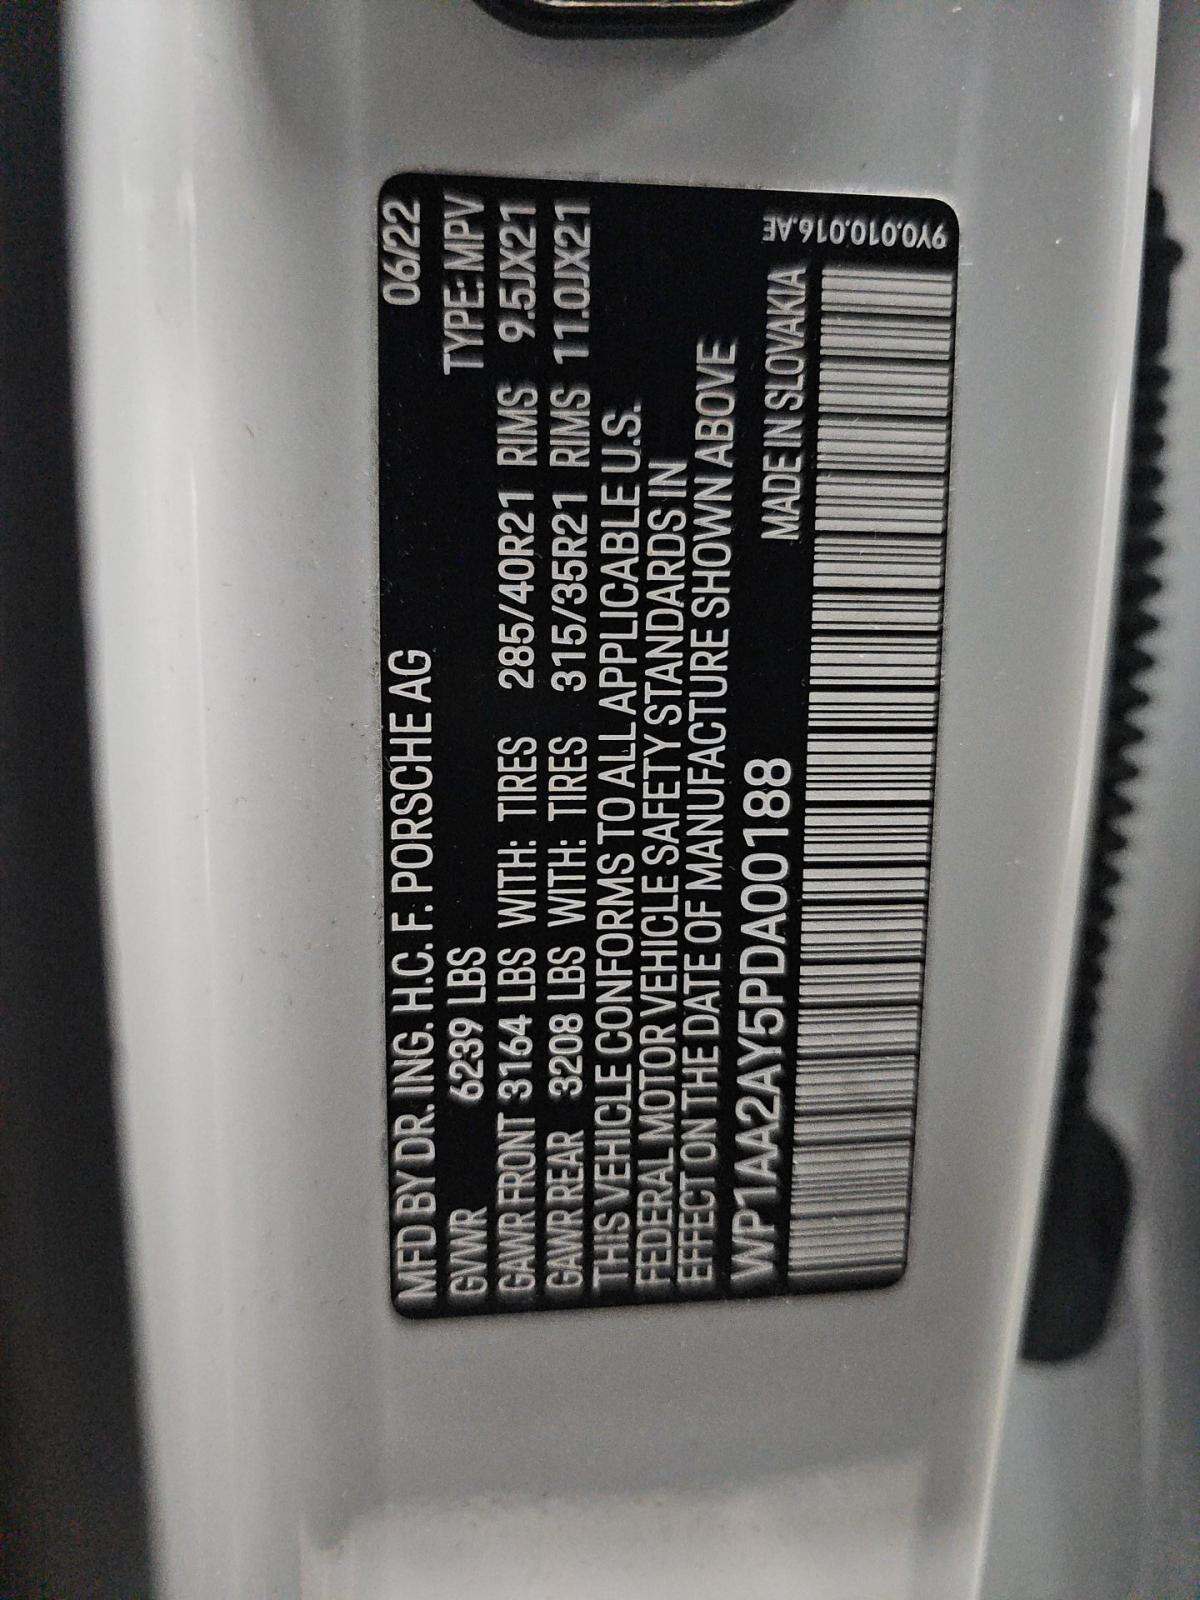 MFD BY DR. ING. H.C. F. PORSCHE AG 06/22
GVWR 6239 LBS TYPE: MPV
GAWR FRONT 3164 LBS WITH: TIRES 285/40R21 RIMS 9.5JX21
GAWR REAR 3208 LBS WITH: TIRES 315/35R21 RIMS 11.0JX21
THIS VEHICLE CONFORMS TO ALL APPLICABLE U.S.
FEDERAL MOTOR VEHICLE SAFETY STANDARDS IN
EFFECT ON THE DATE OF MANUFACTURE SHOWN ABOVE
WP1AA2AY5PDA00188 MADE IN SLOVAKIA
9Y0.010.016.AE